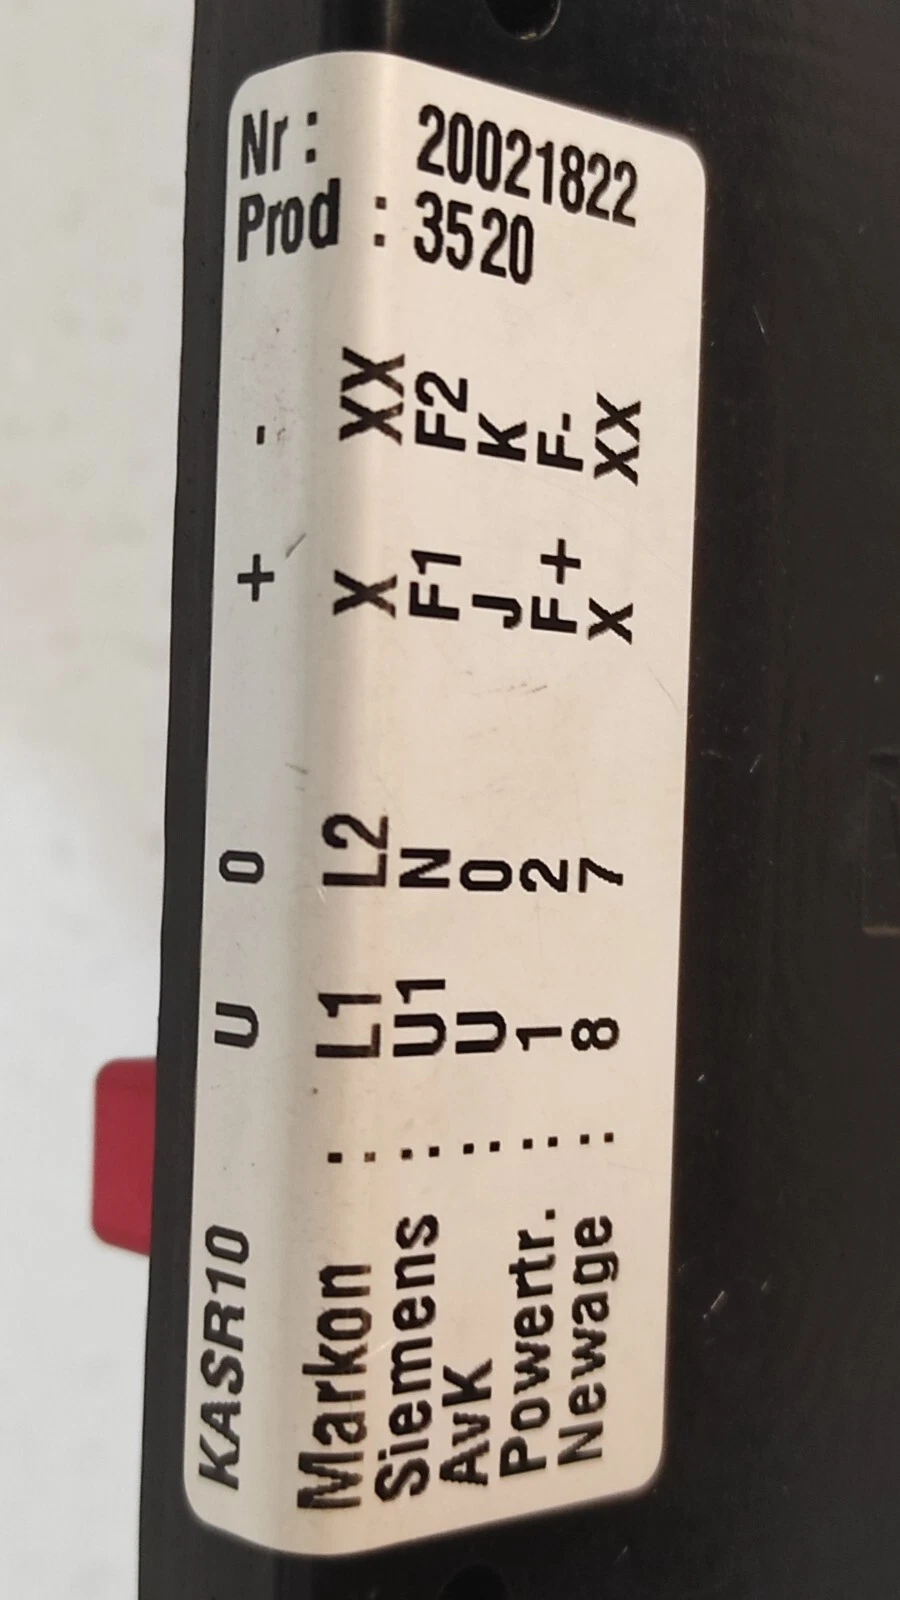 Nr : 20021822
Prod : 3520
KASR10 U 0 + -
Markon : L1 L2 X XX
Siemens : U1 N F1 F2
AvK : U 0 J K
Powertr. : 1 2 F+ F-
Newage : 8 7 X XX